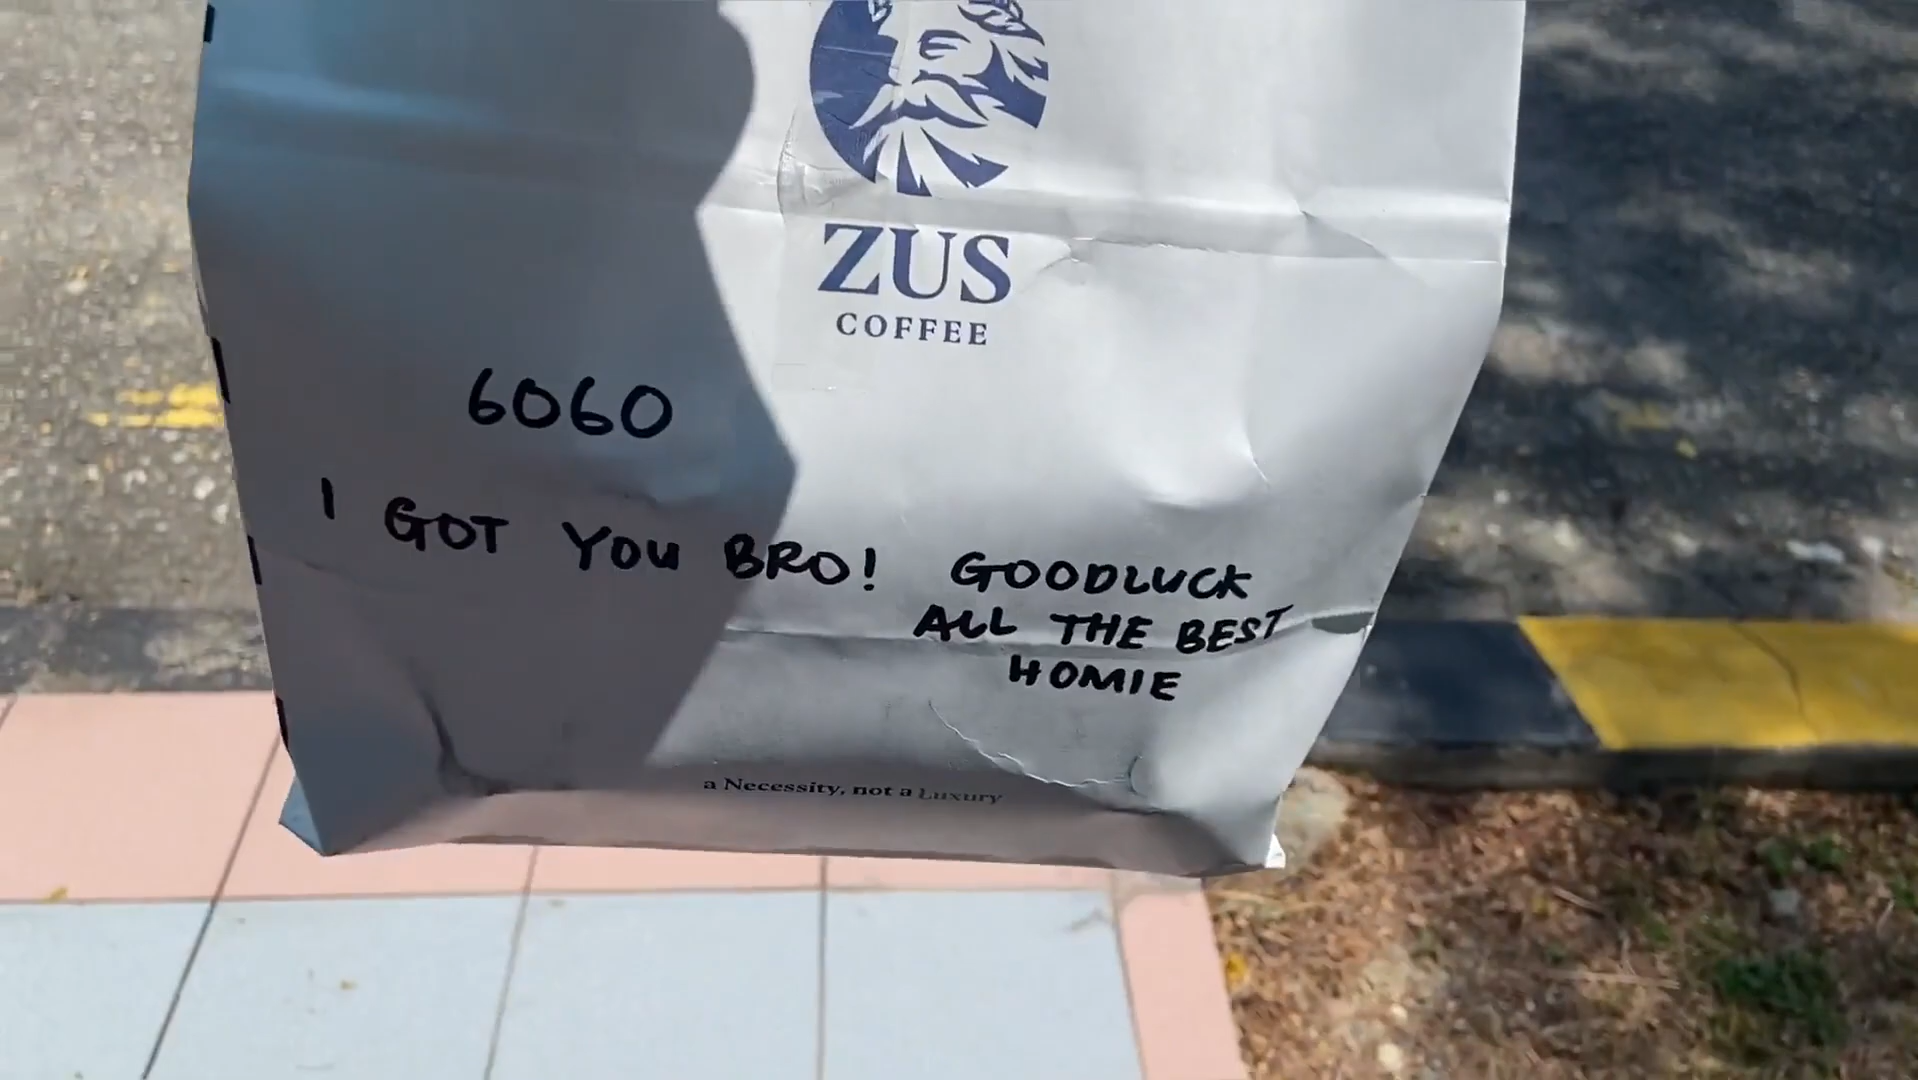 ZUS
COFFEE
6060
I GOT YOU BRO! GOODLUCK
ALL THE BEST
HOMIE
a Necessity, not a Luxury